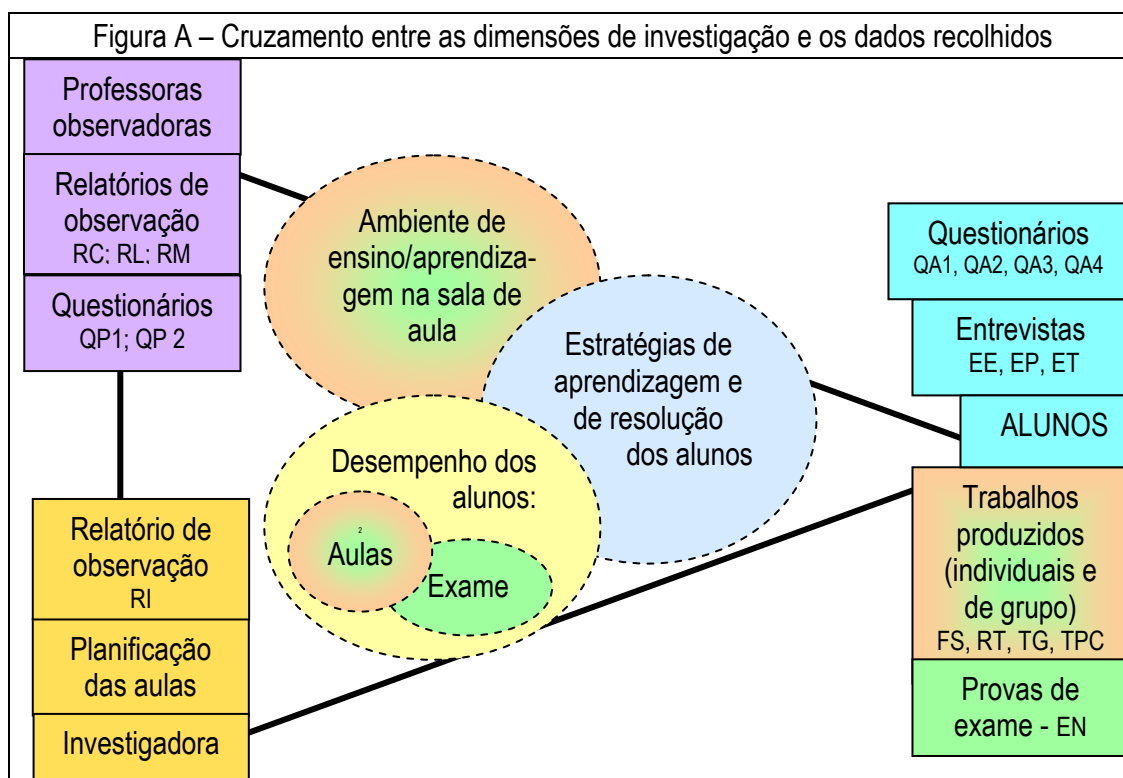 Figura A – Cruzamento entre as dimensões de investigação e os dados recolhidos
Professoras
observadoras
Relatórios de
observação
RC; RL; RM
Questionários
QP1; QP 2
Relatório de
observação
RI
Planificação
das aulas
Investigadora
Ambiente de
ensino/aprendiza-
gem na sala de
aula
Estratégias de
aprendizagem e
de resolução
dos alunos
Desempenho dos
alunos:
2
Aulas
Exame
Questionários
QA1, QA2, QA3, QA4
Entrevistas
EE, EP, ET
ALUNOS
Trabalhos
produzidos
(individuais e
de grupo)
FS, RT, TG, TPC
Provas de
exame - EN